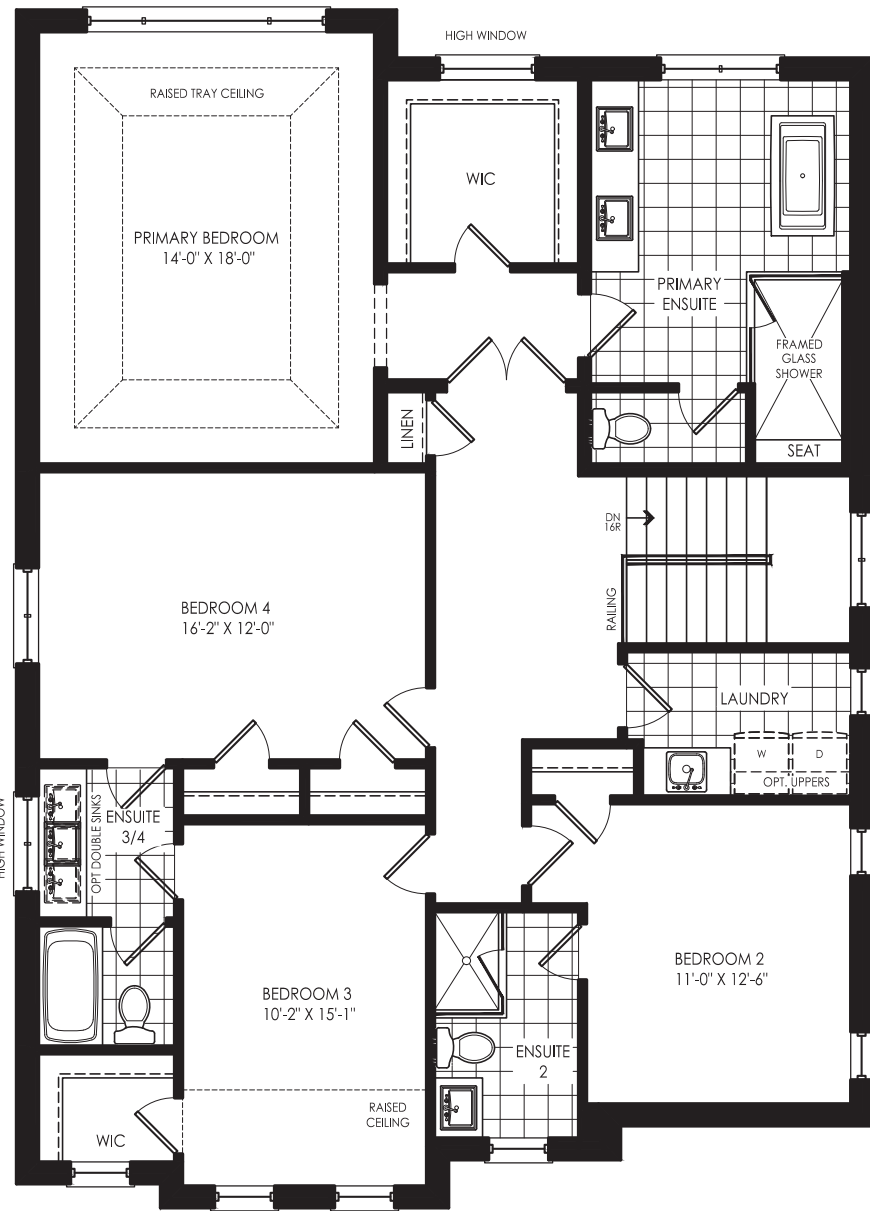 HIGH WINDOW
RAISED TRAY CEILING
WIC
PRIMARY BEDROOM
14'-0" X 18'-0"
PRIMARY
ENSUITE
FRAMED
GLASS
SHOWER
SEAT
LINEN
DN
16R
RAILING
BEDROOM 4
16'-2" X 12'-0"
LAUNDRY
W
D
OPT. UPPERS
HIGH WINDOW
OPT DOUBLE SINKS
ENSUITE
3/4
BEDROOM 2
11'-0" X 12'-6"
BEDROOM 3
10'-2" X 15'-1"
ENSUITE
2
RAISED
CEILING
WIC